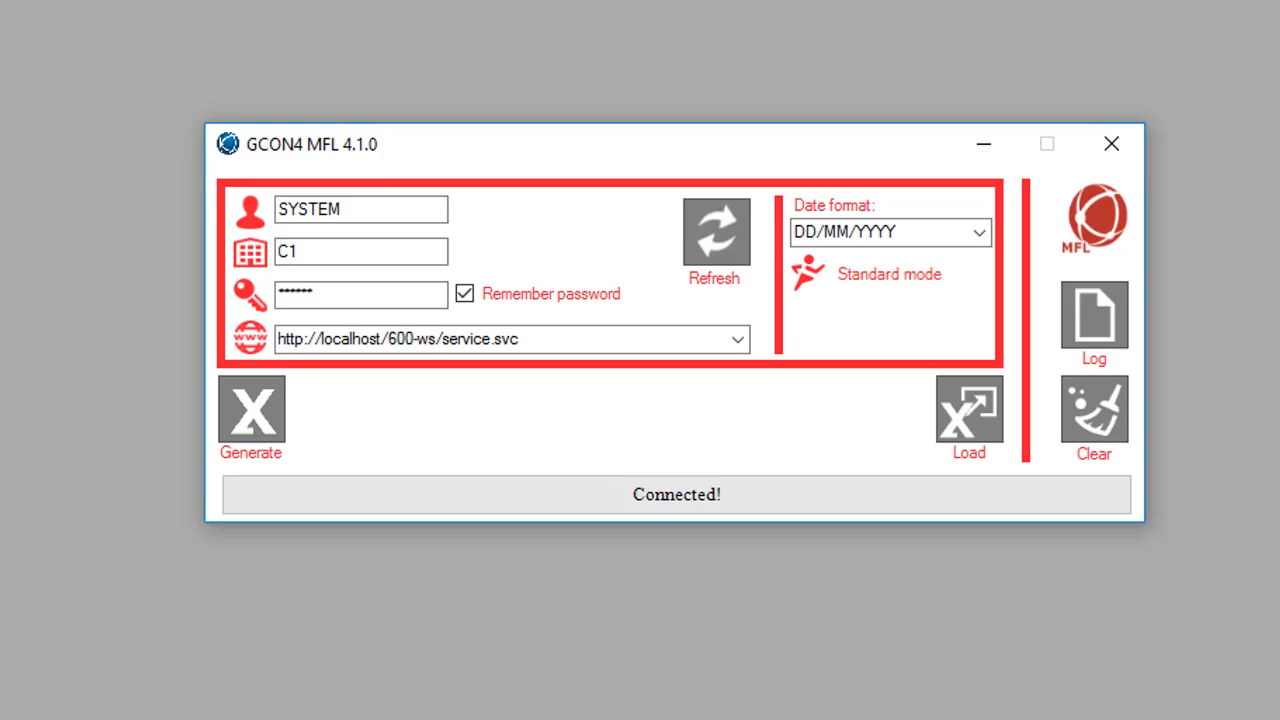 GCON4 MFL 4.1.0
SYSTEM
C1
******
Remember password
www
http://localhost/600-ws/service.svc
Refresh
Date format:
DD/MM/YYYY
Standard mode
MFL
Log
Generate
Load
Clear
Connected!